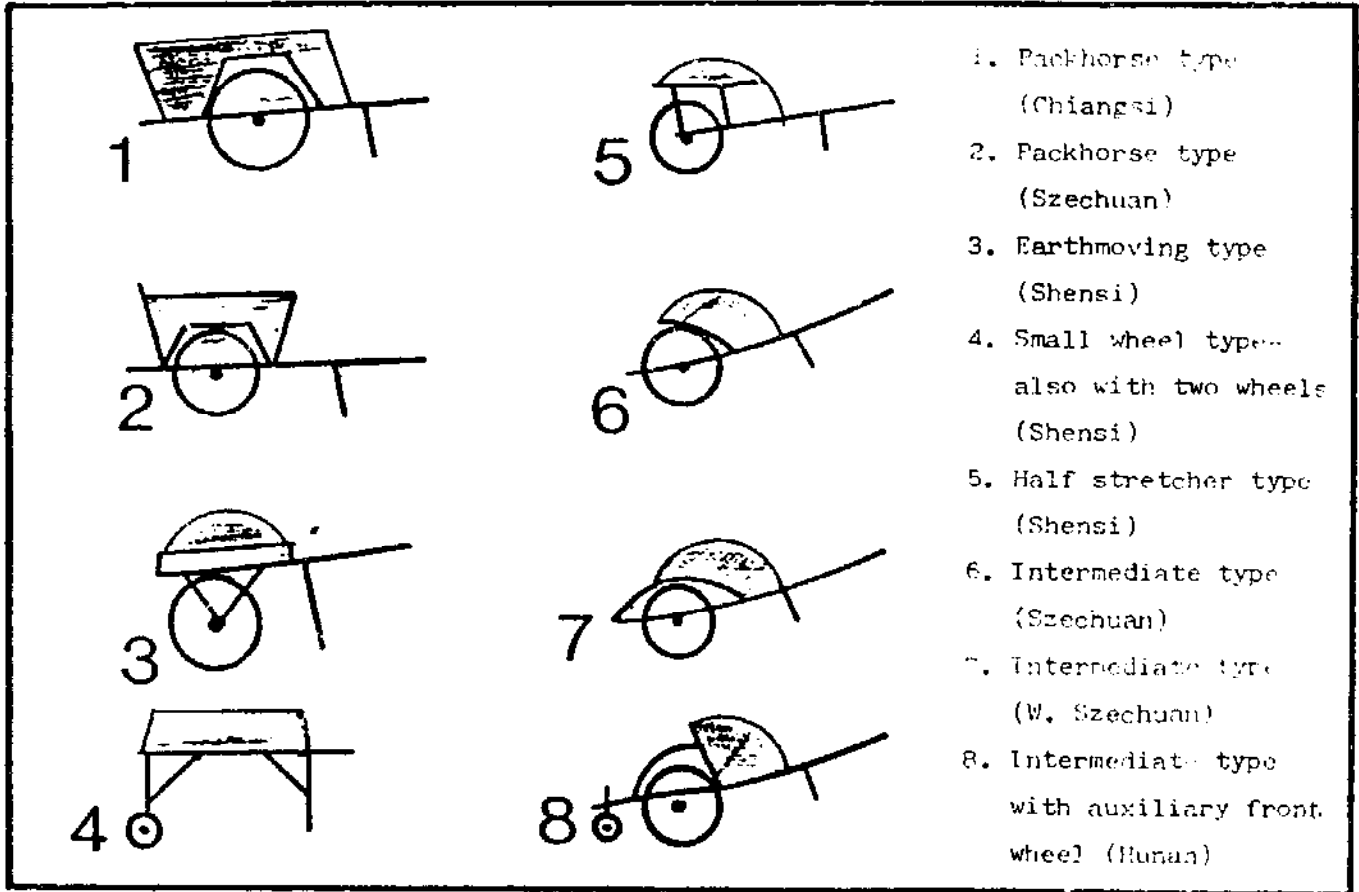 1
2
3
4
5
6
7
8
1. Packhorse type
(Chiangsi)
2. Packhorse type
(Szechuan)
3. Earthmoving type
(Shensi)
4. Small wheel type--
also with two wheels
(Shensi)
5. Half stretcher type
(Shensi)
6. Intermediate type
(Szechuan)
7. Intermediate type
(W. Szechuan)
8. Intermediate type
with auxiliary front
wheel (Hunan)